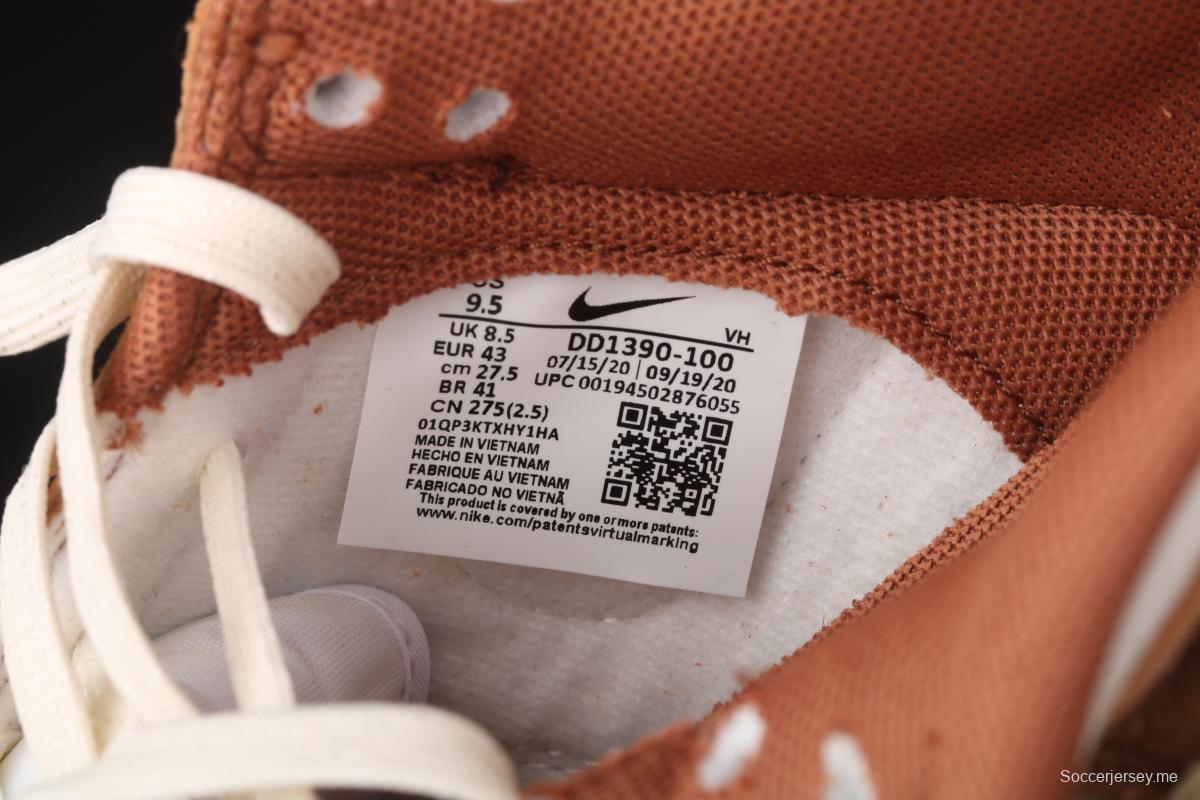 US
9.5
VH
UK 8.5
EUR 43
cm 27.5
BR 41
CN 275(2.5)
01QP3KTXHY1HA
DD1390-100
07/15/20 | 09/19/20
UPC 00194502876055
MADE IN VIETNAM
HECHO EN VIETNAM
FABRIQUE AU VIETNAM
FABRICADO NO VIETNÃ
This product is covered by one or more patents:
www.nike.com/patentsvirtualmarking
Soccerjersey.me